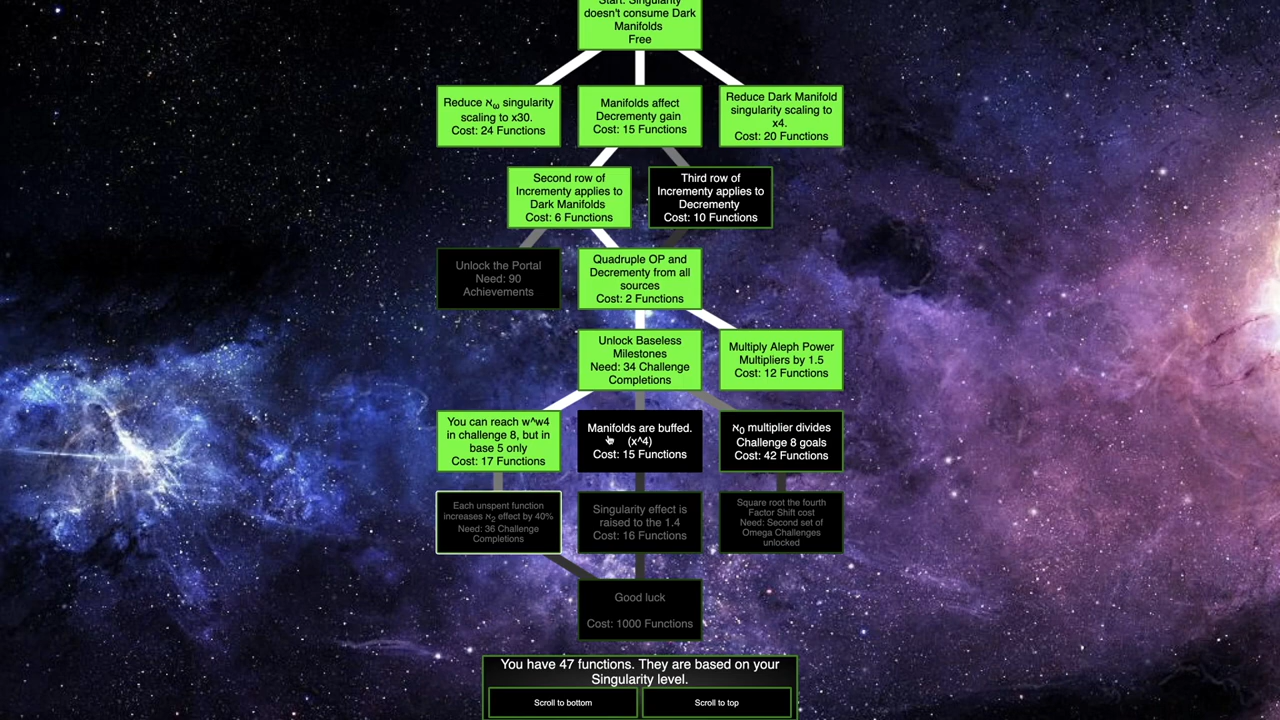 Start: Singularity
doesn't consume Dark
Manifolds
Free
Reduce ℵω singularity
scaling to x30.
Cost: 24 Functions
Manifolds affect
Decrementy gain
Cost: 15 Functions
Reduce Dark Manifold
singularity scaling to
x4.
Cost: 20 Functions
Second row of
Incrementy applies to
Dark Manifolds
Cost: 6 Functions
Third row of
Incrementy applies to
Decrementy
Cost: 10 Functions
Unlock the Portal
Need: 90
Achievements
Quadruple OP and
Decrementy from all
sources
Cost: 2 Functions
Unlock Baseless
Milestones
Need: 34 Challenge
Completions
Multiply Aleph Power
Multipliers by 1.5
Cost: 12 Functions
You can reach w^w4
in challenge 8, but in
base 5 only
Cost: 17 Functions
Manifolds are buffed.
(x^4)
Cost: 15 Functions
ℵ0 multiplier divides
Challenge 8 goals
Cost: 42 Functions
Each unspent function
increases ℵ2 effect by 40%
Need: 36 Challenge
Completions
Singularity effect is
raised to the 1.4
Cost: 16 Functions
Square root the fourth
Factor Shift cost
Need: Second set of
Omega Challenges
unlocked
Good luck
Cost: 1000 Functions
You have 47 functions. They are based on your
Singularity level.
Scroll to bottom
Scroll to top